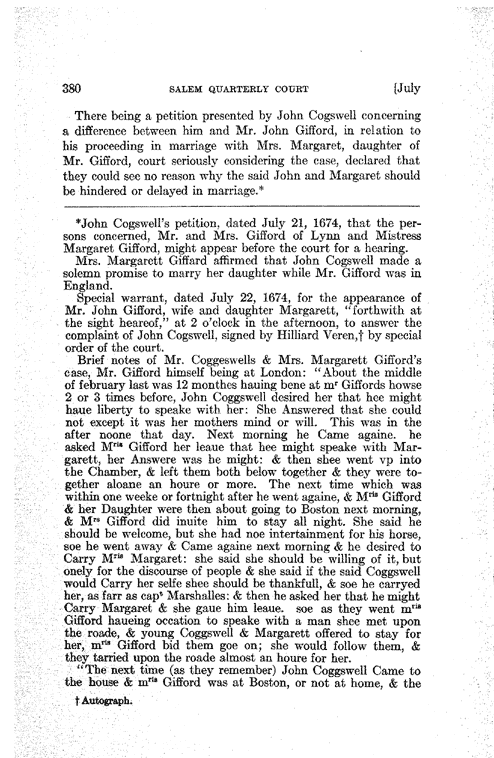 380 SALEM QUARTERLY COURT [July
There being a petition presented by John Cogswell concerning
a difference between him and Mr. John Gifford, in relation to
his proceeding in marriage with Mrs. Margaret, daughter of
Mr. Gifford, court seriously considering the case, declared that
they could see no reason why the said John and Margaret should
be hindered or delayed in marriage.*
*John Cogswell's petition, dated July 21, 1674, that the per-
sons concerned, Mr. and Mrs. Gifford of Lynn and Mistress
Margaret Gifford, might appear before the court for a hearing.
Mrs. Margarett Giffard affirmed that John Cogswell made a
solemn promise to marry her daughter while Mr. Gifford was in
England.
Special warrant, dated July 22, 1674, for the appearance of
Mr. John Gifford, wife and daughter Margarett, "forthwith at
the sight heareof," at 2 o'clock in the afternoon, to answer the
complaint of John Cogswell, signed by Hilliard Veren,† by special
order of the court.
Brief notes of Mr. Coggeswells & Mrs. Margarett Gifford's
case, Mr. Gifford himself being at London: "About the middle
of february last was 12 monthes hauing bene at mr Giffords howse
2 or 3 times before, John Coggswell desired her that hee might
haue liberty to speake with her: She Answered that she could
not except it was her mothers mind or will. This was in the
after noone that day. Next morning he Came againe. he
asked Mris Gifford her leaue that hee might speake with Mar-
garett, her Answere was he might: & then shee went vp into
the Chamber, & left them both below together & they were to-
gether aloane an houre or more. The next time which was
within one weeke or fortnight after he went againe, & Mris Gifford
& her Daughter were then about going to Boston next morning,
& Mrs Gifford did inuite him to stay all night. She said he
should be welcome, but she had noe intertainment for his horse,
soe he went away & Came againe next morning & he desired to
Carry Mris Margaret: she said she should be willing of it, but
onely for the discourse of people & she said if the said Coggswell
would Carry her selfe shee should be thankfull, & soe he carryed
her, as farr as capt Marshalles: & then he asked her that he might
Carry Margaret & she gaue him leaue. soe as they went mris
Gifford haueing occation to speake with a man shee met upon
the roade, & young Coggswell & Margarett offered to stay for
her, mris Gifford bid them goe on; she would follow them, &
they tarried upon the roade almost an houre for her.
"The next time (as they remember) John Coggswell Came to
the house & mris Gifford was at Boston, or not at home, & the
† Autograph.